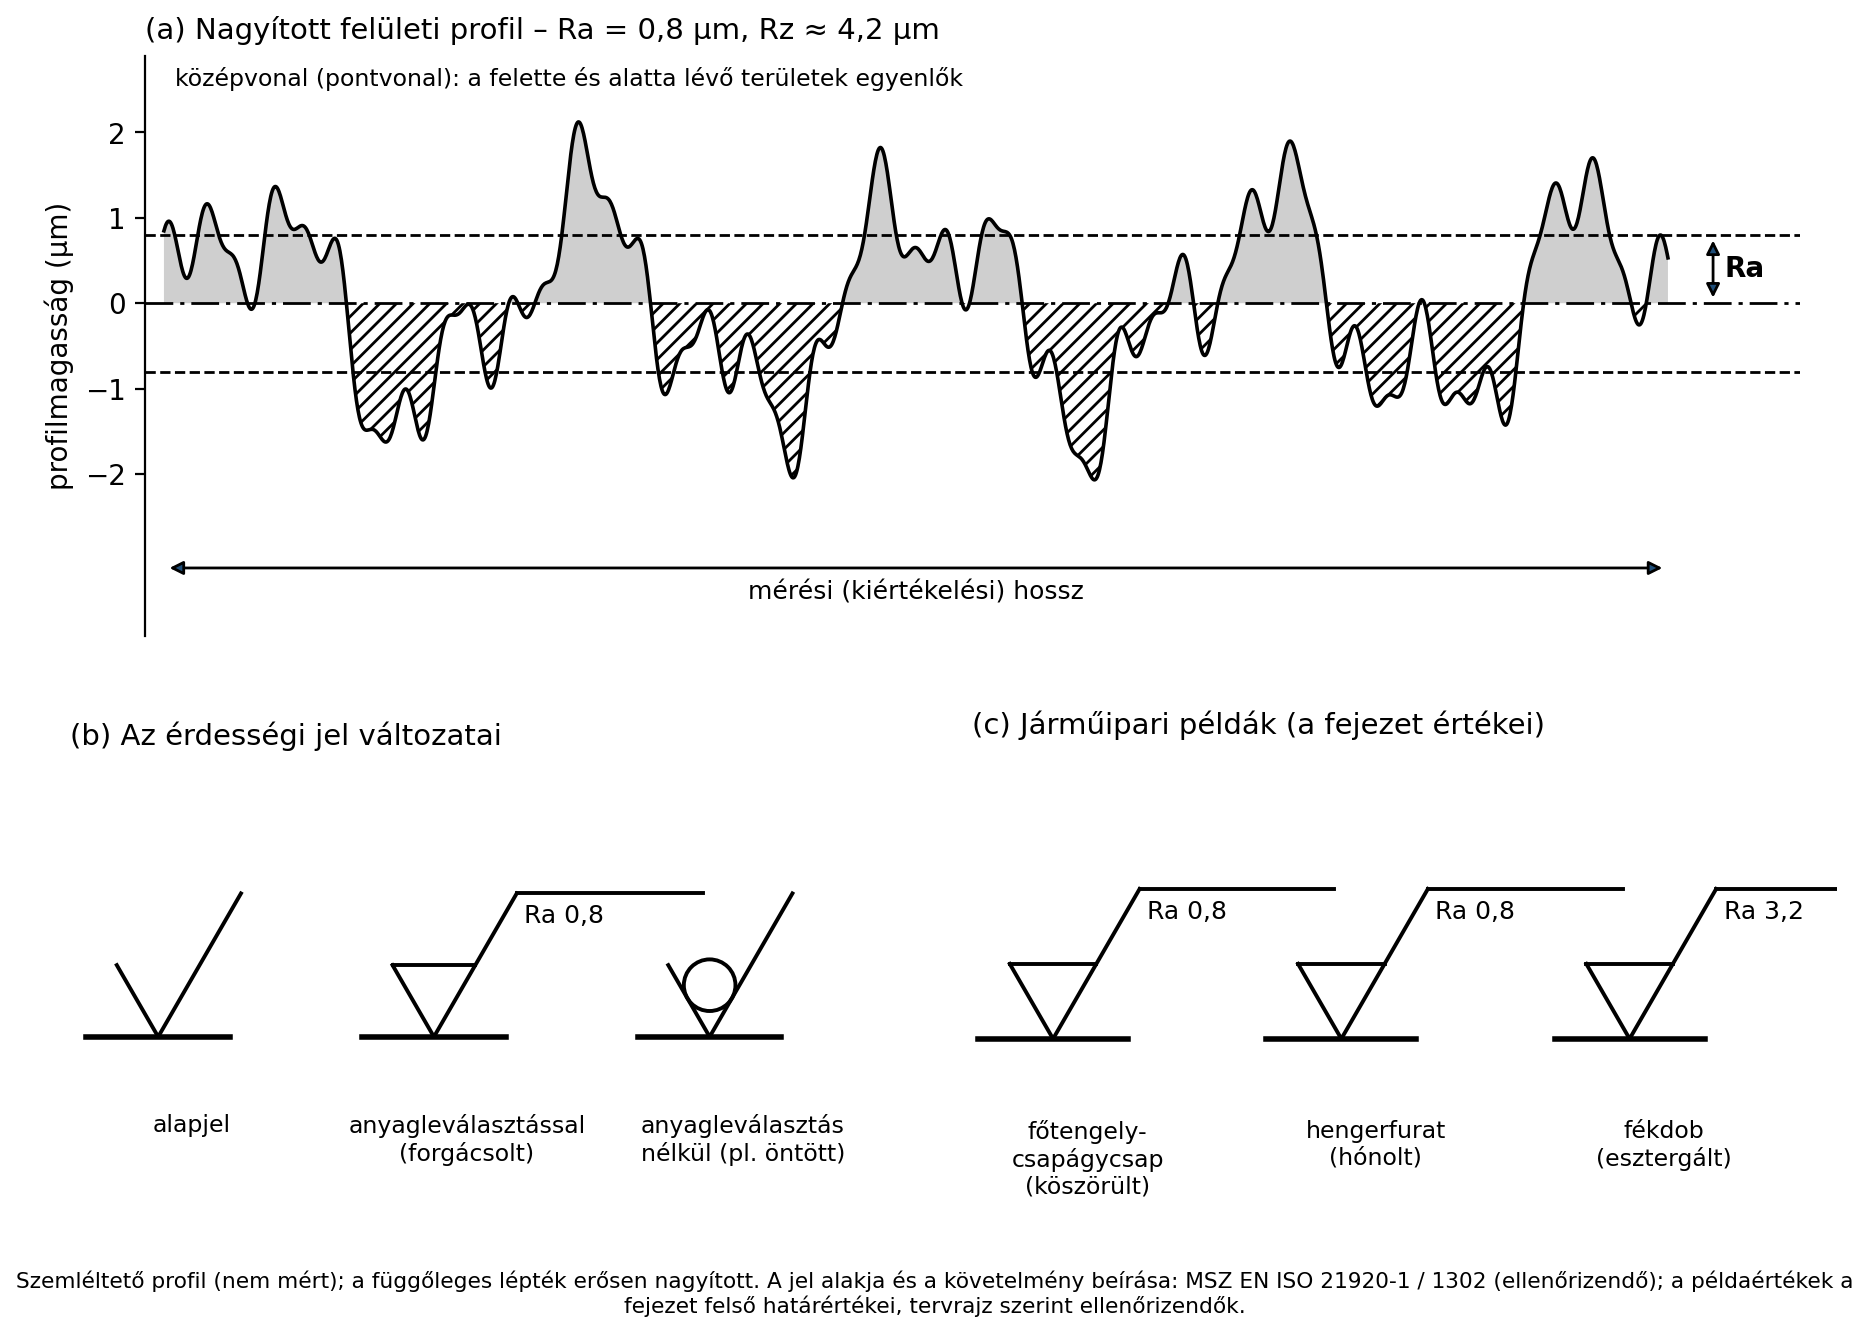 (a) Nagyított felületi profil – Ra = 0,8 µm, Rz ≈ 4,2 µm
középvonal (pontvonal): a felette és alatta lévő területek egyenlők
profilmagasság (µm)
2
1
0
−1
−2
Ra
mérési (kiértékelési) hossz
(b) Az érdességi jel változatai
Ra 0,8
alapjel
anyagleválasztással
(forgácsolt)
anyagleválasztás
nélkül (pl. öntött)
(c) Járműipari példák (a fejezet értékei)
Ra 0,8
Ra 0,8
Ra 3,2
főtengely-
csapágycsap
(köszörült)
hengerfurat
(hónolt)
fékdob
(esztergált)
Szemléltető profil (nem mért); a függőleges lépték erősen nagyított. A jel alakja és a követelmény beírása: MSZ EN ISO 21920-1 / 1302 (ellenőrizendő); a példaértékek a
fejezet felső határértékei, tervrajz szerint ellenőrizendők.